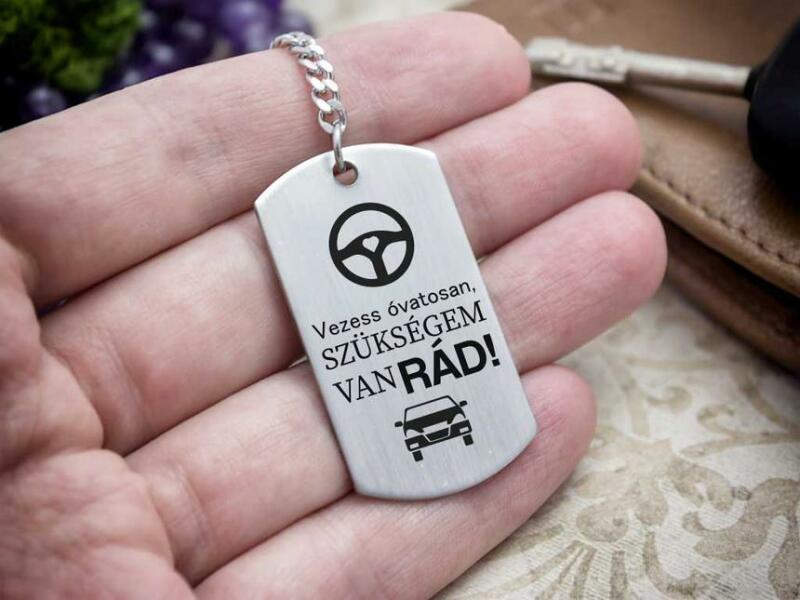 Vezess óvatosan,
SZÜKSÉGEM
VAN RÁD!